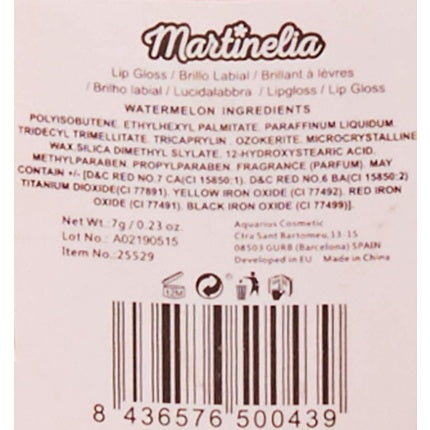 Martinelia
Lip Gloss / Brillo Labial / Brillant à lèvres
/ Brilho labial / Lucidalabbra / Lipgloss / Lip Gloss
WATERMELON INGREDIENTS
POLYISOBUTENE. ETHYLHEXYL PALMITATE. PARAFFINUM LIQUIDUM.
TRIDECYL TRIMELLITATE. TRICAPRYLIN. OZOKERITE. MICROCRYSTALLINE
WAX. SILICA DIMETHYL SLYLATE. 12-HYDROXYSTEARIC ACID.
METHYLPARABEN. PROPYLPARABEN. FRAGRANCE (PARFUM). MAY
CONTAIN +/- [D&C RED NO.7 CA(CI 15850:1). D&C RED NO.6 BA(CI 15850:2)
TITANIUM DIOXIDE(CI 77891). YELLOW IRON OXIDE (CI 77492). RED IRON
OXIDE (CI 77491). BLACK IRON OXIDE (CI 77499)].
Net Wt.:7g / 0.23 oz.
Lot No.: A02190515
Item No.:25529
Aquarius Cosmetic
Ctra Sant Bartomeu,13-15
08503 GURB (Barcelona) SPAIN
Developed in EU Made in China
12M
8 436576 500439